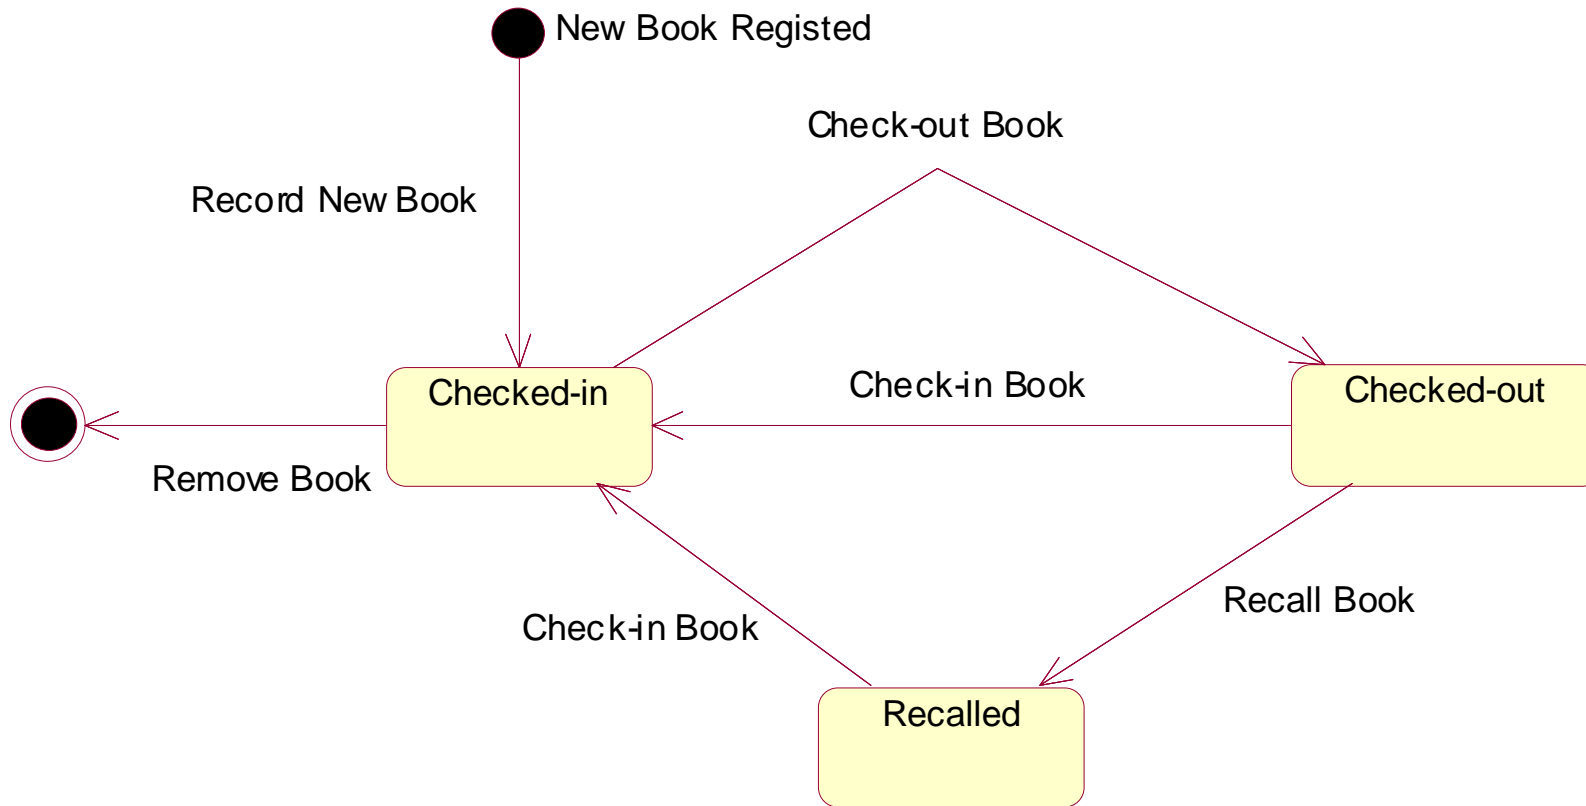 New Book Registed
Check-out Book
Record New Book
Checked-in
Check-in Book
Checked-out
Remove Book
Check-in Book
Recall Book
Recalled